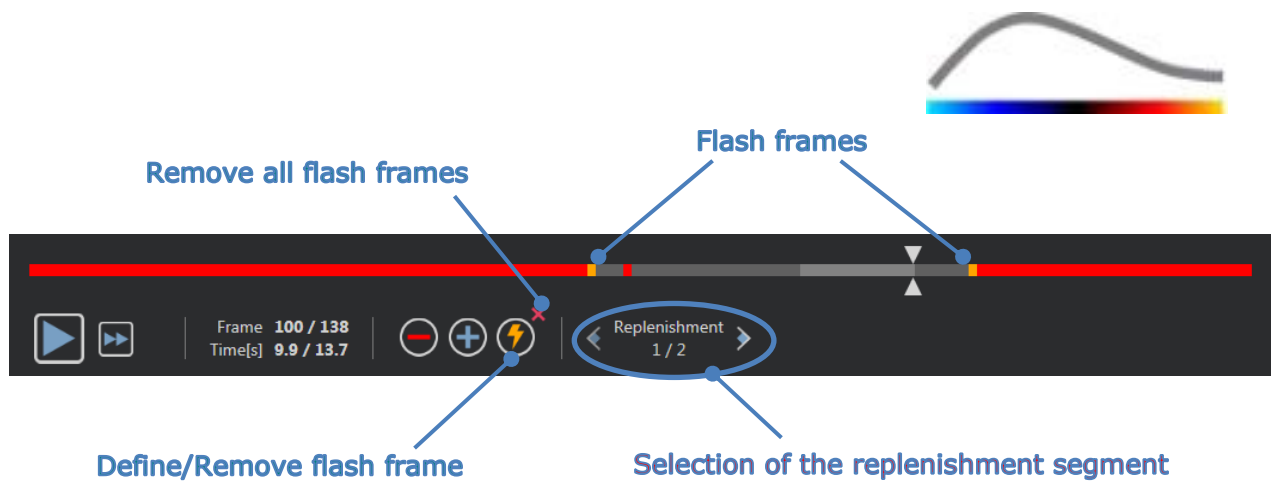 Flash frames
Remove all flash frames
Frame 100 / 138
Time[s] 9.9 / 13.7
Replenishment
1 / 2
Define/Remove flash frame
Selection of the replenishment segment